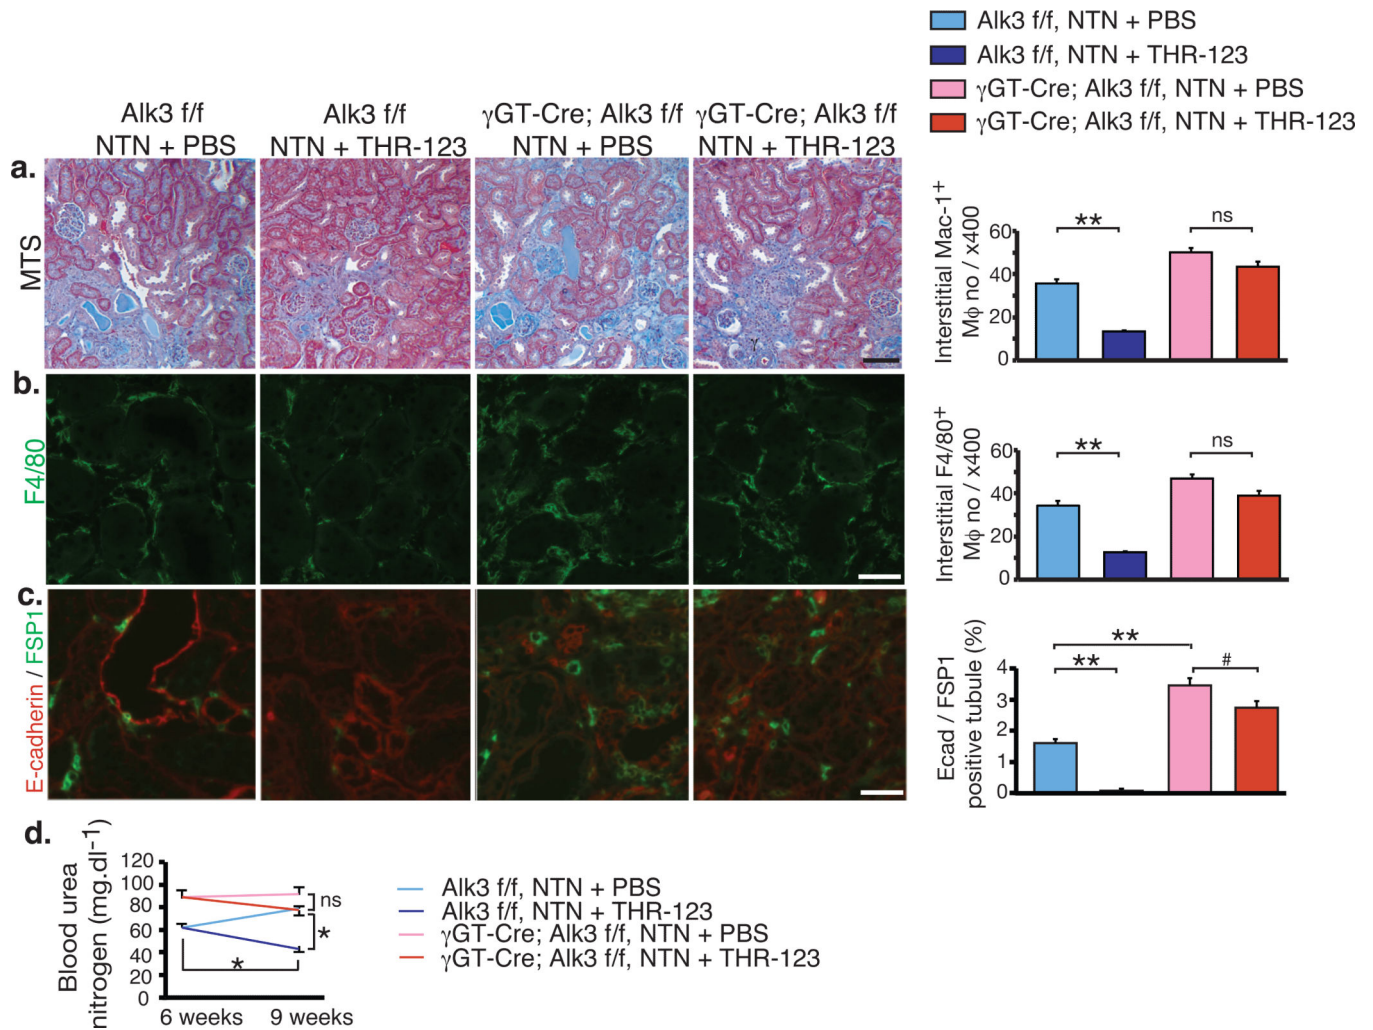 Alk3 f/f, NTN + PBS
Alk3 f/f, NTN + THR-123
γGT-Cre; Alk3 f/f, NTN + PBS
γGT-Cre; Alk3 f/f, NTN + THR-123
Alk3 f/f
NTN + PBS
Alk3 f/f
NTN + THR-123
γGT-Cre; Alk3 f/f
NTN + PBS
γGT-Cre; Alk3 f/f
NTN + THR-123
a.
MTS
γ
Interstitial Mac-1+
Mφ no / x400
60
40
20
0
**
ns
b.
F4/80
Interstitial F4/80+
Mφ no / x400
60
40
20
0
**
ns
c.
E-cadherin / FSP1
Ecad / FSP1
positive tubule (%)
4
3
2
1
0
**
**
#
d.
Blood urea
nitrogen (mg.dl-1)
120
100
80
60
40
20
0
ns
*
*
6 weeks
9 weeks
Alk3 f/f, NTN + PBS
Alk3 f/f, NTN + THR-123
γGT-Cre; Alk3 f/f, NTN + PBS
γGT-Cre; Alk3 f/f, NTN + THR-123